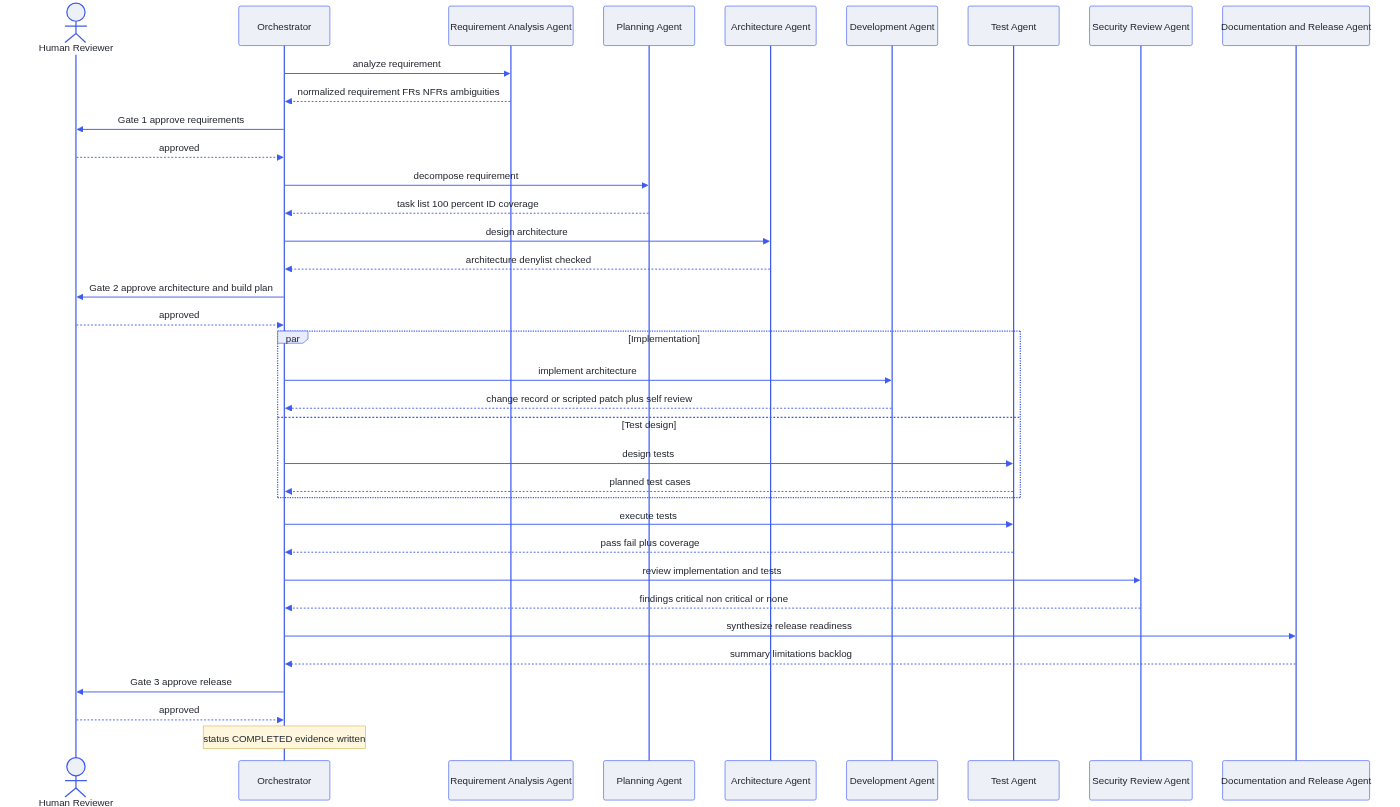 Orchestrator
Requirement Analysis Agent
Planning Agent
Architecture Agent
Development Agent
Test Agent
Security Review Agent
Documentation and Release Agent
Human Reviewer
analyze requirement
normalized requirement FRs NFRs ambiguities
Gate 1 approve requirements
approved
decompose requirement
task list 100 percent ID coverage
design architecture
architecture denylist checked
Gate 2 approve architecture and build plan
approved
par
[Implementation]
implement architecture
change record or scripted patch plus self review
[Test design]
design tests
planned test cases
execute tests
pass fail plus coverage
review implementation and tests
findings critical non critical or none
synthesize release readiness
summary limitations backlog
Gate 3 approve release
approved
status COMPLETED evidence written
Orchestrator
Requirement Analysis Agent
Planning Agent
Architecture Agent
Development Agent
Test Agent
Security Review Agent
Documentation and Release Agent
Human Reviewer